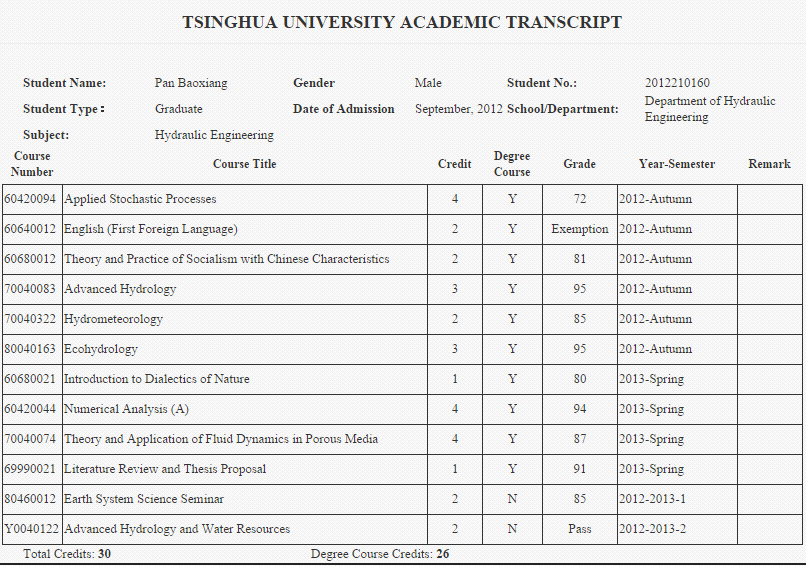 TSINGHUA UNIVERSITY ACADEMIC TRANSCRIPT
Student Name: Pan Baoxiang Gender Male Student No.: 2012210160
Student Type: Graduate Date of Admission September, 2012 School/Department: Department of Hydraulic Engineering
Subject: Hydraulic Engineering
Course Number Course Title Credit Degree Course Grade Year-Semester Remark
60420094 Applied Stochastic Processes 4 Y 72 2012-Autumn
60640012 English (First Foreign Language) 2 Y Exemption 2012-Autumn
60680012 Theory and Practice of Socialism with Chinese Characteristics 2 Y 81 2012-Autumn
70040083 Advanced Hydrology 3 Y 95 2012-Autumn
70040322 Hydrometeorology 2 Y 85 2012-Autumn
80040163 Ecohydrology 3 Y 95 2012-Autumn
60680021 Introduction to Dialectics of Nature 1 Y 80 2013-Spring
60420044 Numerical Analysis (A) 4 Y 94 2013-Spring
70040074 Theory and Application of Fluid Dynamics in Porous Media 4 Y 87 2013-Spring
69990021 Literature Review and Thesis Proposal 1 Y 91 2013-Spring
80460012 Earth System Science Seminar 2 N 85 2012-2013-1
Y0040122 Advanced Hydrology and Water Resources 2 N Pass 2012-2013-2
Total Credits: 30 Degree Course Credits: 26